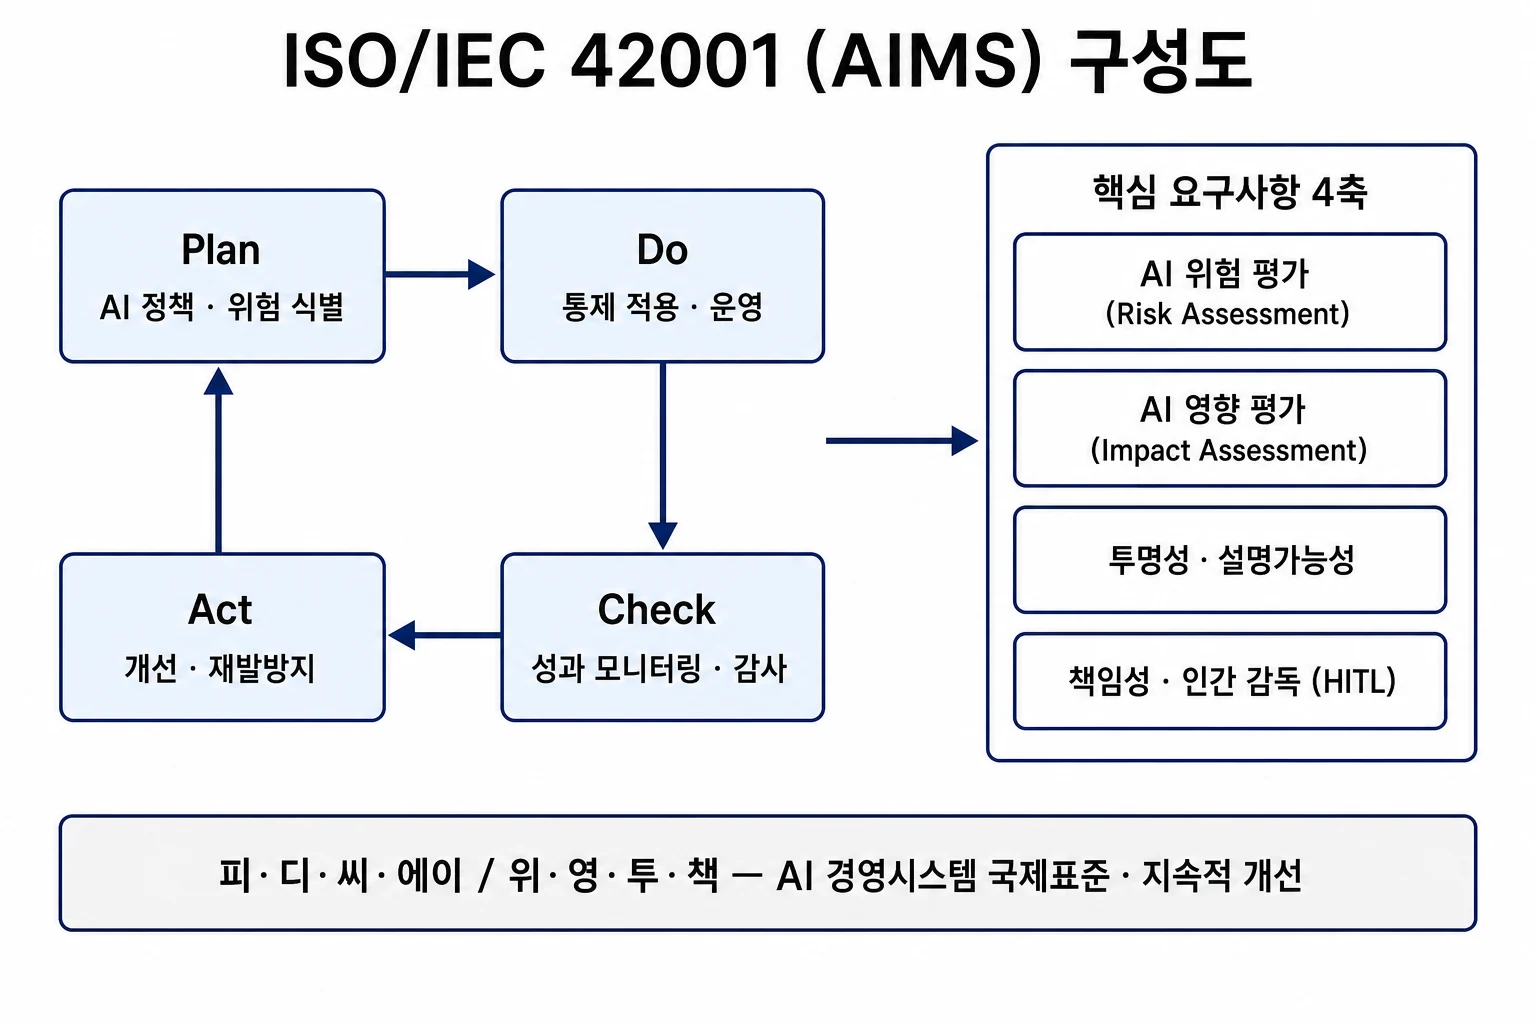 ISO/IEC 42001 (AIMS) 구성도
Plan
AI 정책 · 위험 식별
Do
통제 적용 · 운영
Act
개선 · 재발방지
Check
성과 모니터링 · 감사
핵심 요구사항 4축
AI 위험 평가
(Risk Assessment)
AI 영향 평가
(Impact Assessment)
투명성 · 설명가능성
책임성 · 인간 감독 (HITL)
피 · 디 · 씨 · 에이 / 위 · 영 · 투 · 책 — AI 경영시스템 국제표준 · 지속적 개선